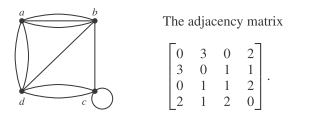 a b
d c
The adjacency matrix
0 3 0 2
3 0 1 1
0 1 1 2
2 1 2 0
.